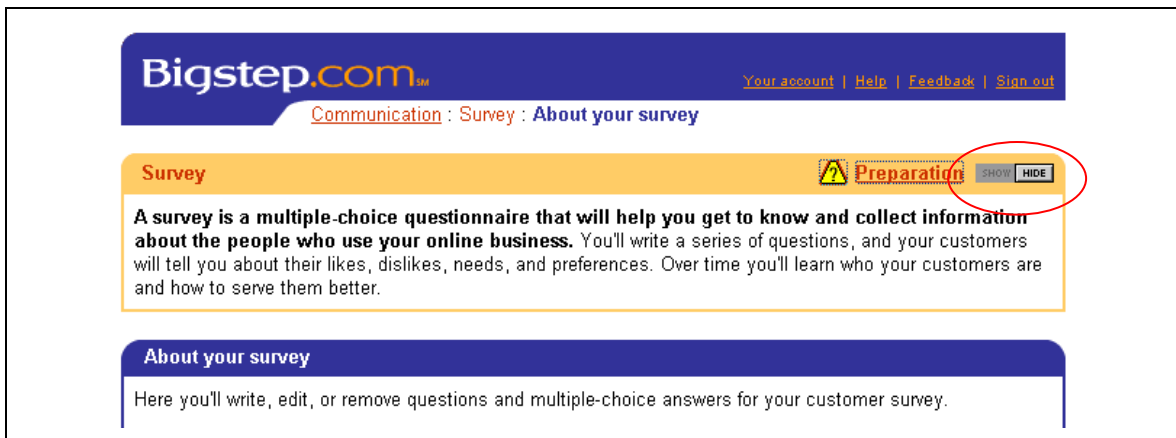 Bigstep.com SM
Your account | Help | Feedback | Sign out
Communication : Survey : About your survey
Survey ? Preparation SHOW HIDE
A survey is a multiple-choice questionnaire that will help you get to know and collect information
about the people who use your online business. You'll write a series of questions, and your customers
will tell you about their likes, dislikes, needs, and preferences. Over time you'll learn who your customers are
and how to serve them better.
About your survey
Here you'll write, edit, or remove questions and multiple-choice answers for your customer survey.